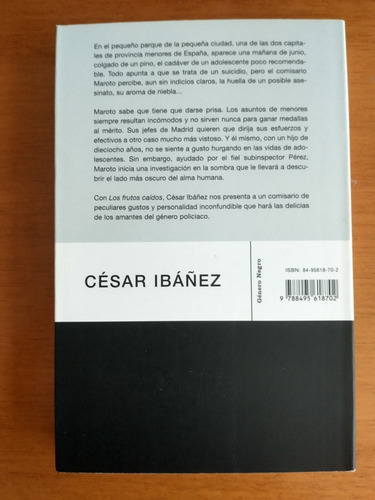 En el pequeño parque de la pequeña ciudad, una de las dos capita-
les de provincia menores de España, aparece una mañana de junio,
colgado de un pino, el cadáver de un adolescente poco recomenda-
ble. Todo apunta a que se trata de un suicidio, pero el comisario
Maroto percibe, aun sin indicios claros, la huella de un posible ase-
sinato, su aroma de niebla...
Maroto sabe que tiene que darse prisa. Los asuntos de menores
siempre resultan incómodos y no sirven nunca para ganar medallas
al mérito. Sus jefes de Madrid quieren que dirija sus esfuerzos y
efectivos a otro caso mucho más vistoso. Y él mismo, con un hijo de
dieciocho años, no se siente a gusto hurgando en las vidas de ado-
lescentes. Sin embargo, ayudado por el fiel subinspector Pérez,
Maroto inicia una investigación en la sombra que le llevará a descu-
brir el lado más oscuro del alma humana.
Con Los frutos caídos, César Ibáñez nos presenta a un comisario de
peculiares gustos y personalidad inconfundible que hará las delicias
de los amantes del género policíaco.
CÉSAR IBÁÑEZ
Género Negro
ISBN: 84-95618-70-2
9 788495 618702